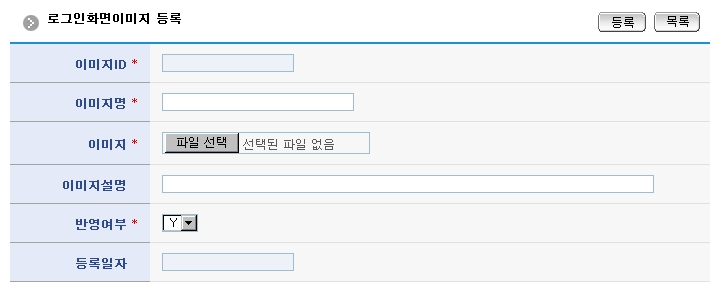 로그인화면이미지 등록
등록 목록
이미지ID *
이미지명 *
이미지 * 파일 선택 선택된 파일 없음
이미지설명
반영여부 * Y
등록일자